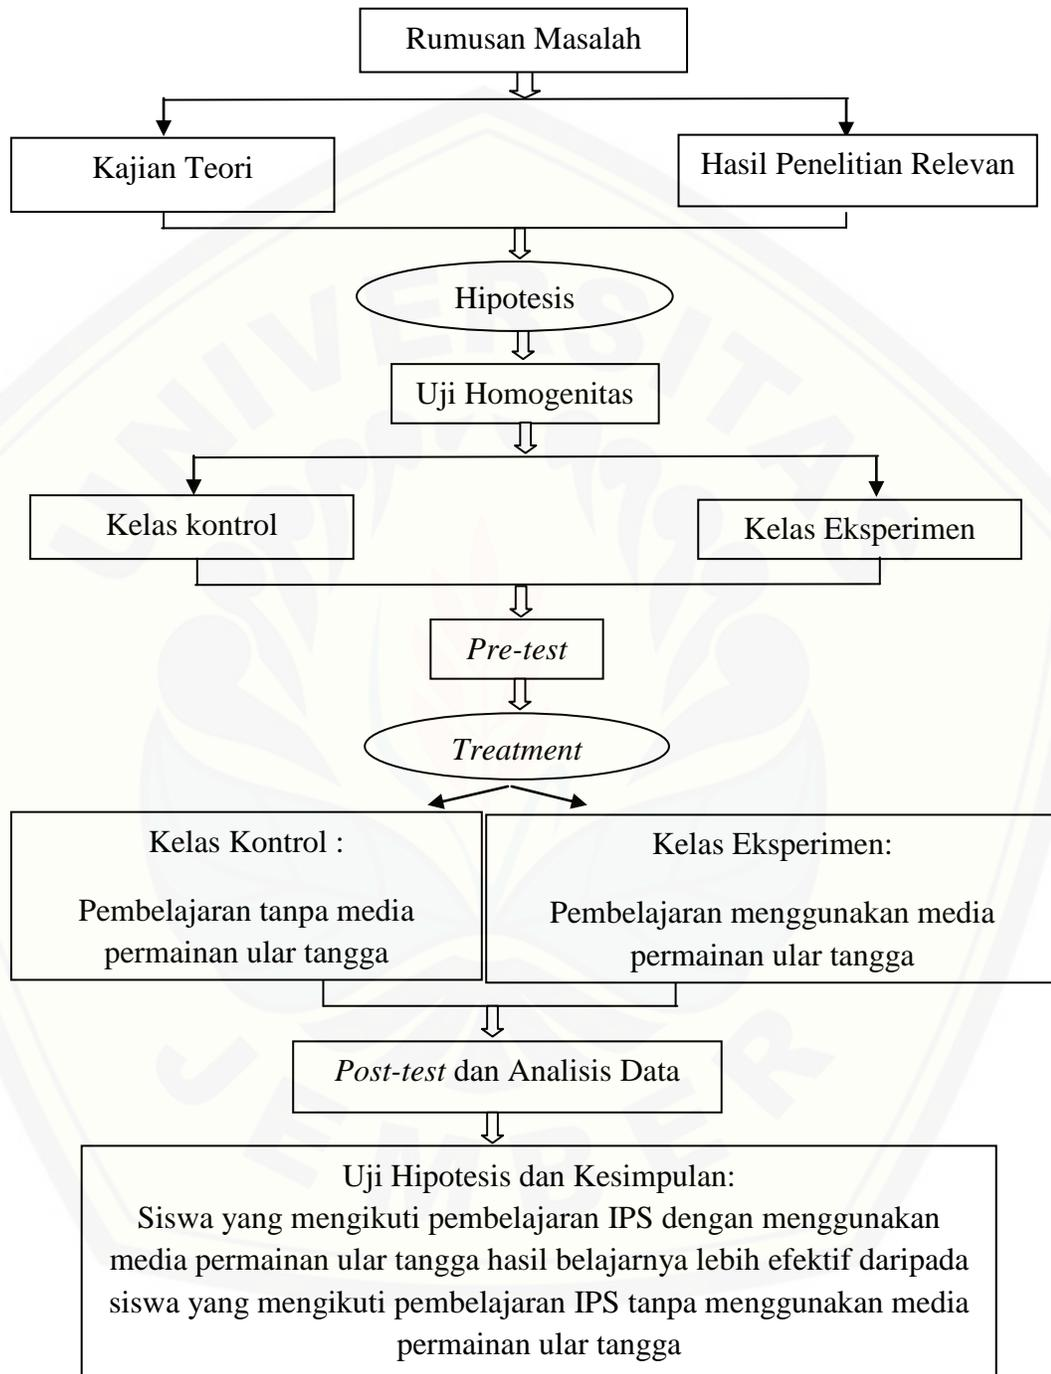 Rumusan Masalah
Kajian Teori
Hasil Penelitian Relevan
Hipotesis
Uji Homogenitas
Kelas kontrol
Kelas Eksperimen
Pre-test
Treatment
Kelas Kontrol :
Pembelajaran tanpa media
permainan ular tangga
Kelas Eksperimen:
Pembelajaran menggunakan media
permainan ular tangga
Post-test dan Analisis Data
Uji Hipotesis dan Kesimpulan:
Siswa yang mengikuti pembelajaran IPS dengan menggunakan
media permainan ular tangga hasil belajarnya lebih efektif daripada
siswa yang mengikuti pembelajaran IPS tanpa menggunakan media
permainan ular tangga
UNIVERSITAS
JEMBER